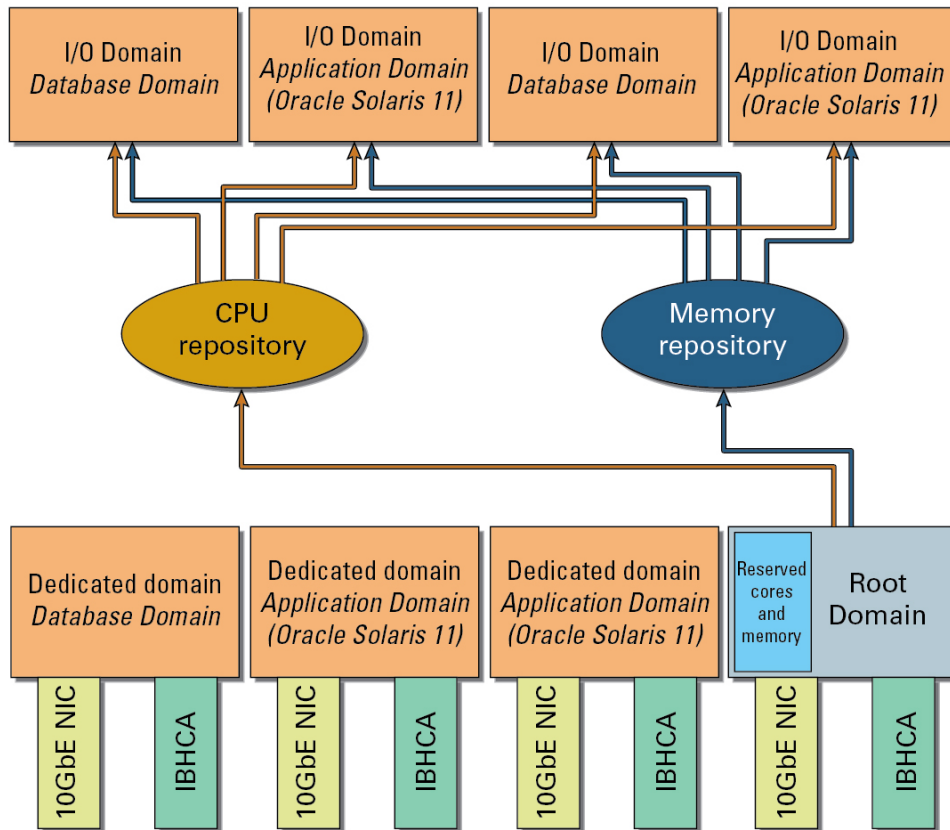 I/O Domain
Database Domain
I/O Domain
Application Domain
(Oracle Solaris 11)
I/O Domain
Database Domain
I/O Domain
Application Domain
(Oracle Solaris 11)
CPU
repository
Memory
repository
Dedicated domain
Database Domain
Dedicated domain
Application Domain
(Oracle Solaris 11)
Dedicated domain
Application Domain
(Oracle Solaris 11)
Reserved
cores
and
memory
Root
Domain
10GbE NIC
IBHCA
10GbE NIC
IBHCA
10GbE NIC
IBHCA
10GbE NIC
IBHCA